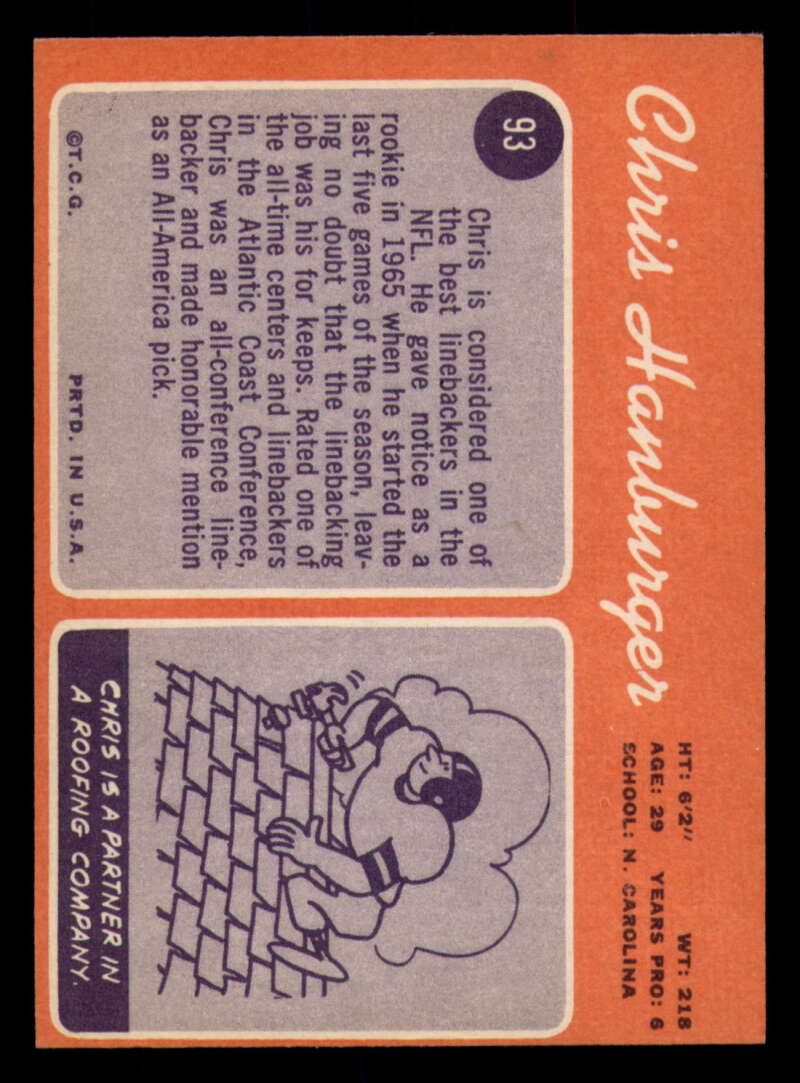 Chris Hanburger
HT: 6'2" WT: 218
AGE: 29 YEARS PRO: 6
SCHOOL: N. CAROLINA
93
Chris is considered one of
the best linebackers in the
NFL. He gave notice as a
rookie in 1965 when he started the
last five games of the season, leav-
ing no doubt that the linebacking
job was his for keeps. Rated one of
the all-time centers and linebackers
in the Atlantic Coast Conference,
Chris was an all-conference line-
backer and made honorable mention
as an All-America pick.
©T.C.G. PRTD. IN U.S.A.
CHRIS IS A PARTNER IN
A ROOFING COMPANY.